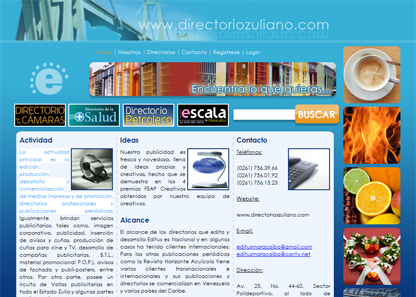 www.directoriozuliano.com
Inicio | Nosotros | Directorios | Contacto | Regístrese | Login
e
Encuentra lo que quieras...
DIRECTORIO DE LAS CÁMARAS
Directorio de la Salud
Directorio Petrolero
escala
BUSCAR
Actividad
La actividad
principal es la
edición,
producción,
desarrollo y
comercialización
de medios impresos y de promoción,
directorios profesionales y
publicaciones periódicas.
Igualmente brindan servicios
publicitarios, tales como, imagen
corporativa, publicidad, inserción
de avisos y cuñas, producción de
cuñas para cine y TV, desarrollo de
campañas publicitarias, B.T.L.,
material promocional P.O.P.), avisos
de fachada y publi-postes, entre
otros. Por otra parte, posee un
circuito de Vallas publicitarias en
todo el Estado Zulia y algunas partes
Ideas
Nuestra publicidad es
fresca y novedosa, llena
de ideas propias y
creativas, hecho que se
demuestra en los 4
premios FEAP Creativos
obtenidos por nuestro equipo de
creativos.
Alcance
El alcance de los directorios que edita y
desarrolla Editus es Nacional y en algunos
casos ha tenido clientes internacionales.
Para las otras publicaciones periódicas
como la Revista Horizonte Acuícola tiene
varios clientes transnacionales e
internacionales y sus publicaciones y
directorios se comercializan en Venezuela
y varios países del Caribe.
Contacto
Teléfonos:
(0261) 756.39.66
(0261) 756.01.92
(0261) 756.15.23
Website:
www.directorioszuliano.com
E-mail:
editusmaracaibo@gmail.com
editusmaracaibo@cantv.net
Dirección:
Av. 25, No. 44-60, Sector
Polideportivo, al lado de